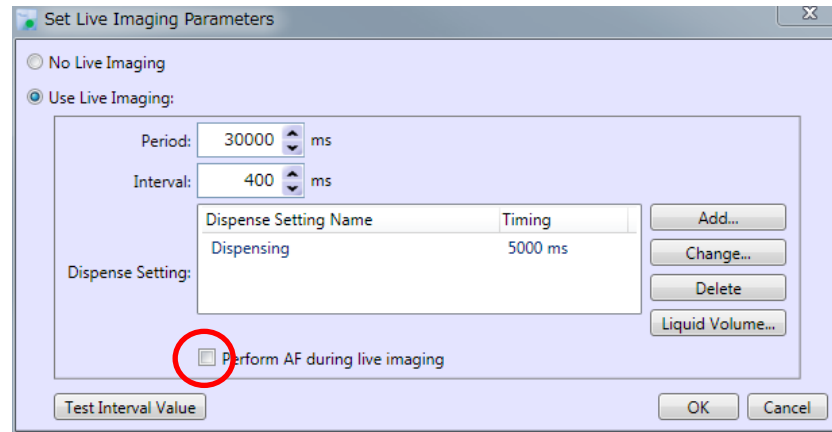 Set Live Imaging Parameters
No Live Imaging
Use Live Imaging:
Period: 30000 ms
Interval: 400 ms
Dispense Setting Name Timing Add...
Dispensing 5000 ms Change...
Dispense Setting:
Delete
Liquid Volume...
Perform AF during live imaging
Test Interval Value OK Cancel